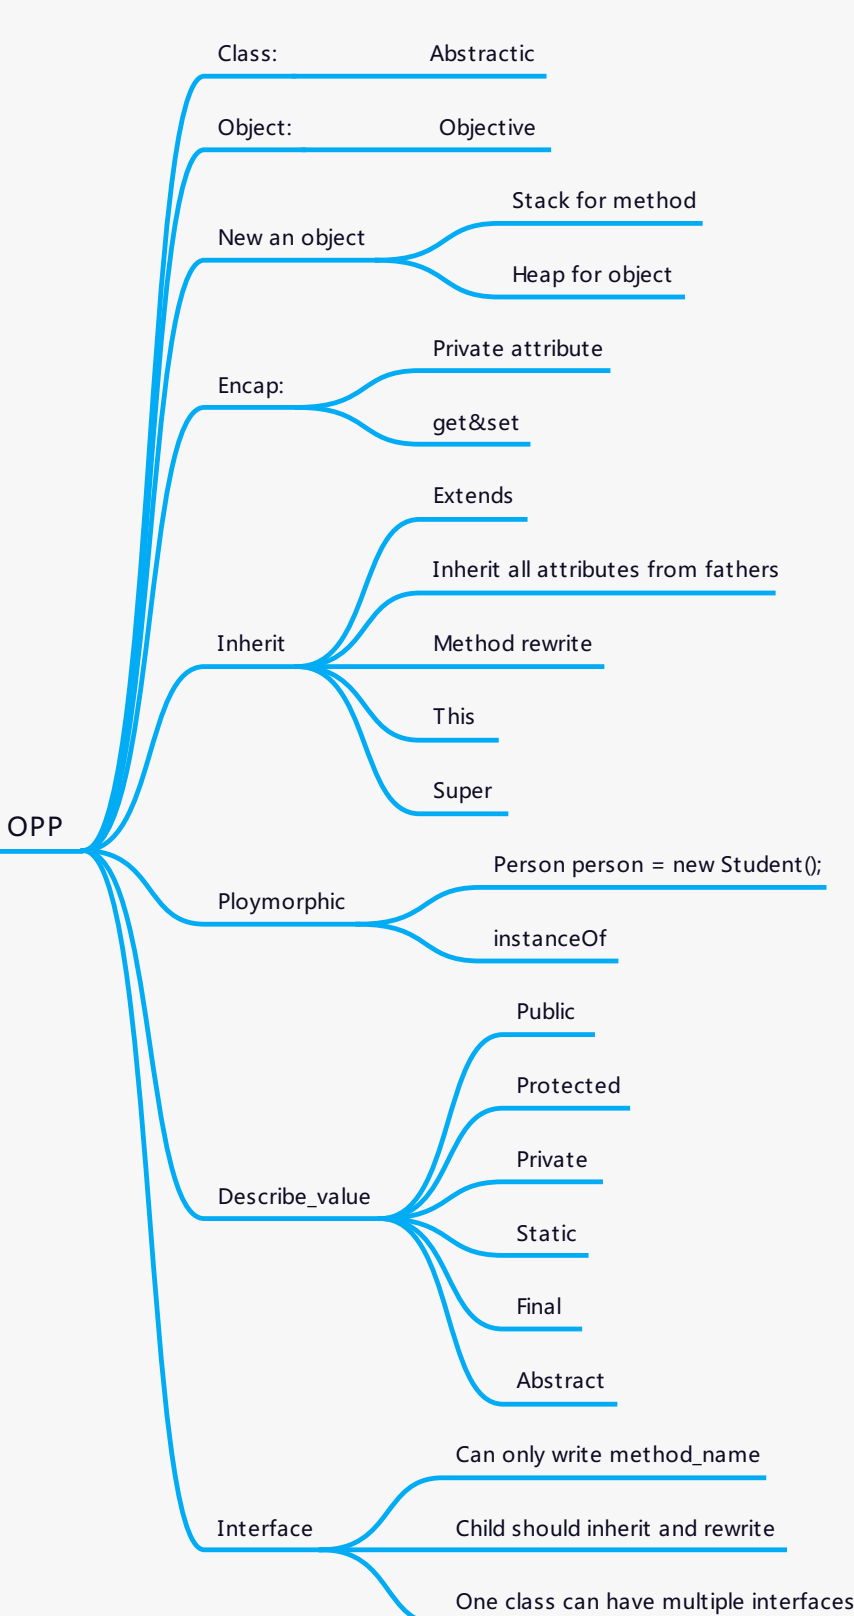 Class:
Abstractic
Object:
Objective
New an object
Stack for method
Heap for object
Encap:
Private attribute
get&set
Inherit
Extends
Inherit all attributes from fathers
Method rewrite
This
Super
OPP
Ploymorphic
Person person = new Student();
instanceOf
Describe_value
Public
Protected
Private
Static
Final
Abstract
Interface
Can only write method_name
Child should inherit and rewrite
One class can have multiple interfaces